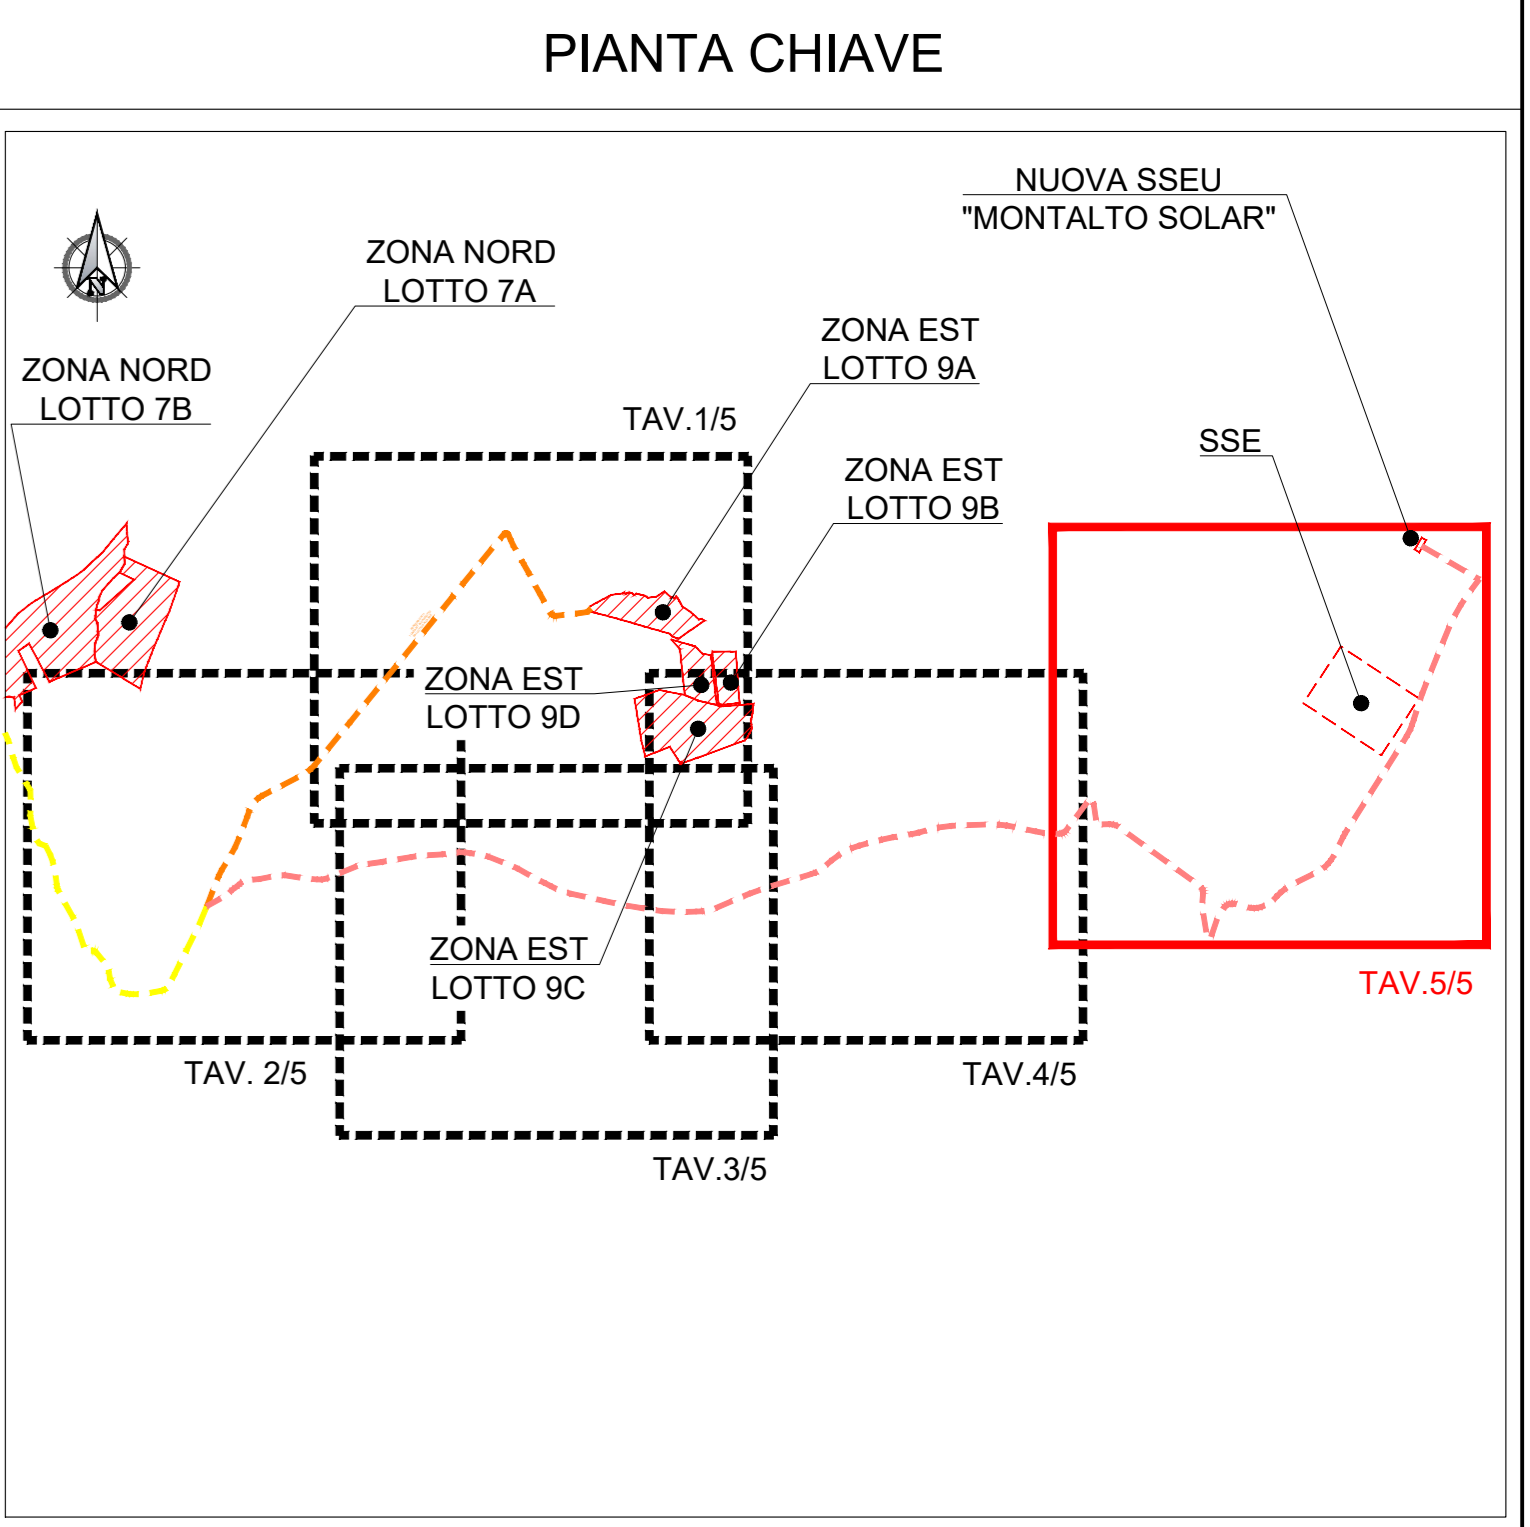 PIANTA CHIAVE
NUOVA SSEU
"MONTALTO SOLAR"
ZONA NORD
LOTTO 7A
N
ZONA EST
LOTTO 9A
ZONA NORD
LOTTO 7B
TAV.1/5
SSE
ZONA EST
LOTTO 9B
ZONA EST
LOTTO 9D
ZONA EST
LOTTO 9C
TAV.5/5
TAV. 2/5
TAV.4/5
TAV.3/5